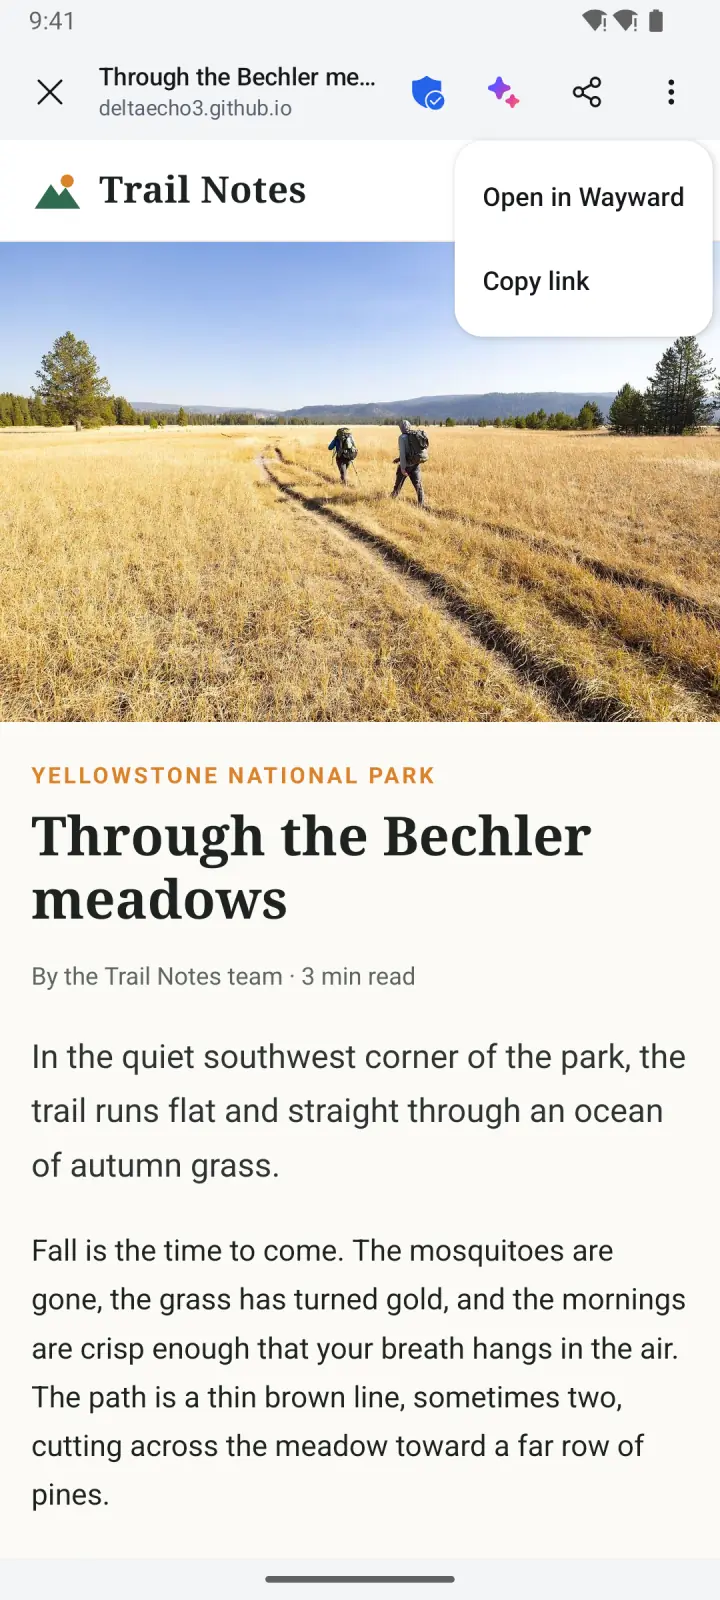 9:41
Through the Bechler me...
deltaecho3.github.io
Trail Notes
Open in Wayward
Copy link
YELLOWSTONE NATIONAL PARK
Through the Bechler
meadows
By the Trail Notes team · 3 min read
In the quiet southwest corner of the park, the
trail runs flat and straight through an ocean
of autumn grass.
Fall is the time to come. The mosquitoes are
gone, the grass has turned gold, and the mornings
are crisp enough that your breath hangs in the air.
The path is a thin brown line, sometimes two,
cutting across the meadow toward a far row of
pines.